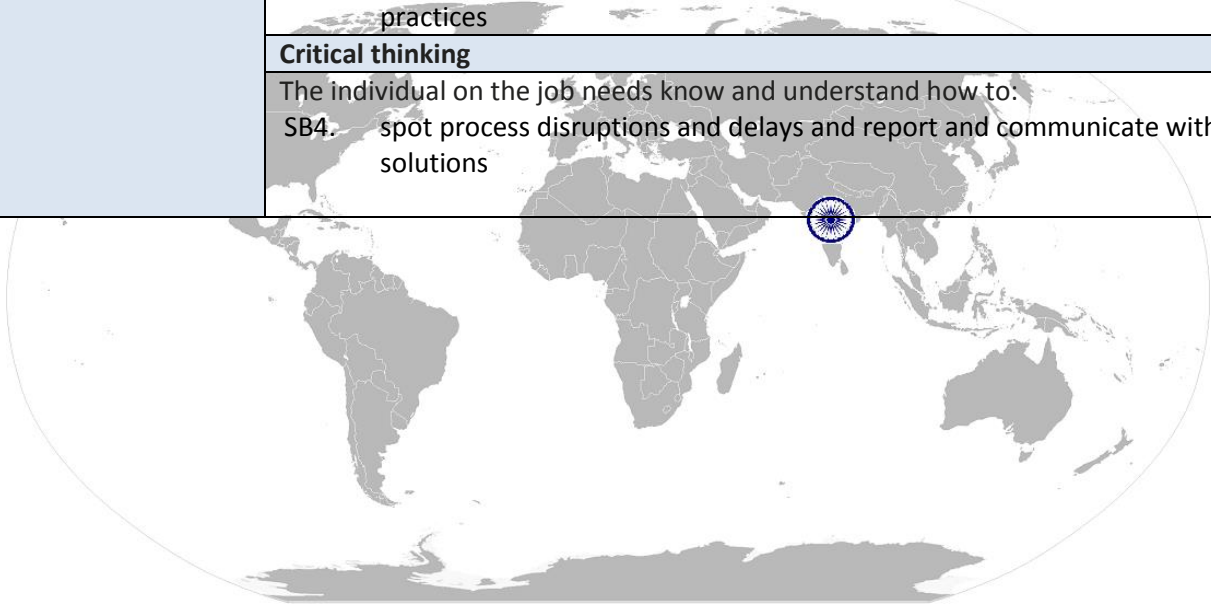 practices
Critical thinking
The individual on the job needs know and understand how to:
SB4. spot process disruptions and delays and report and communicate with
solutions